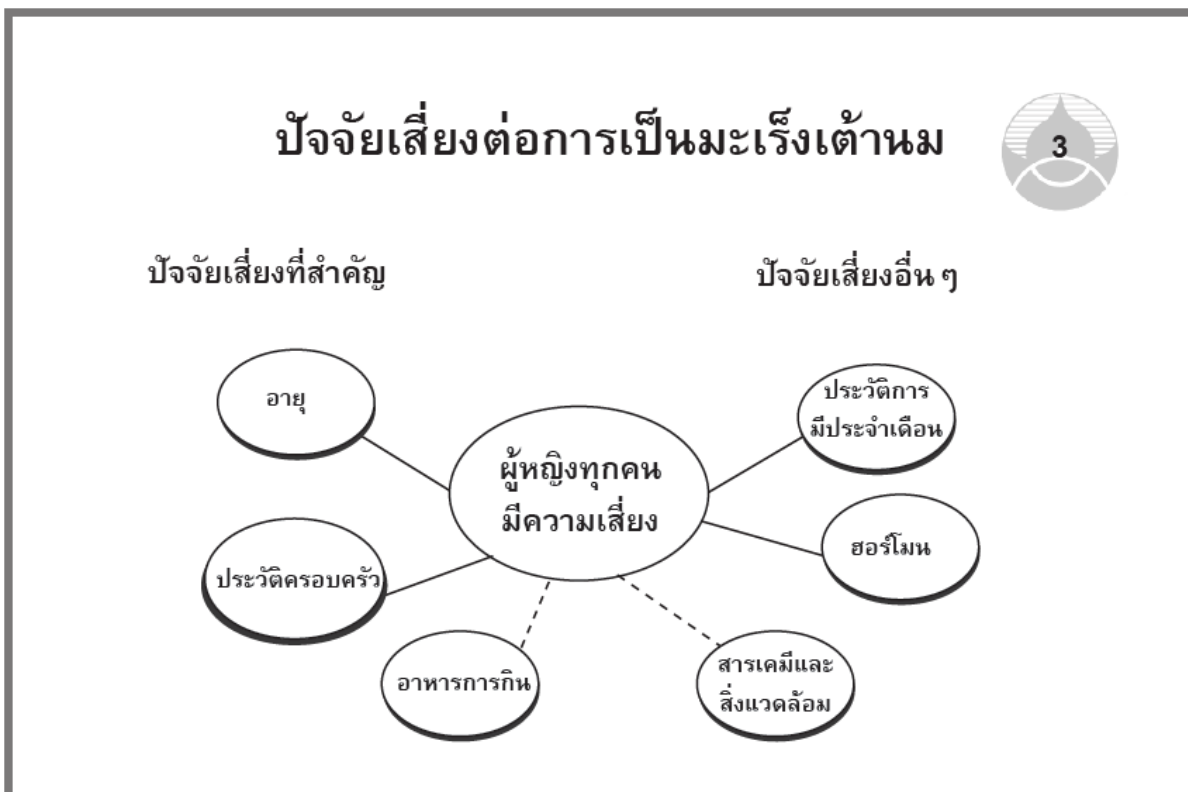 ปัจจัยเสี่ยงต่อการเป็นมะเร็งเต้านม
3
ปัจจัยเสี่ยงที่สำคัญ
ปัจจัยเสี่ยงอื่น ๆ
อายุ
ประวัติการ
มีประจำเดือน
ผู้หญิงทุกคน
มีความเสี่ยง
ฮอร์โมน
ประวัติครอบครัว
อาหารการกิน
สารเคมีและ
สิ่งแวดล้อม